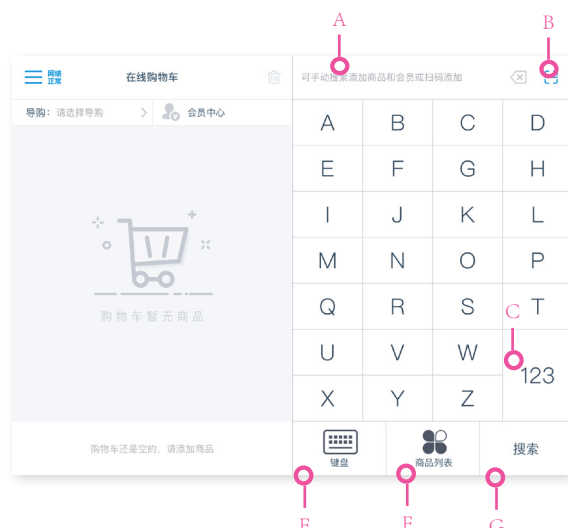 A
B
网络
正常
在线购物车
可手动搜索添加商品和会员或扫码添加
导购：请选择导购
会员中心
A B C D
E F G H
I J K L
M N O P
Q R S T
C
U V W
123
X Y Z
购物车暂无商品
购物车还是空的，请添加商品
键盘
商品列表
搜索
G